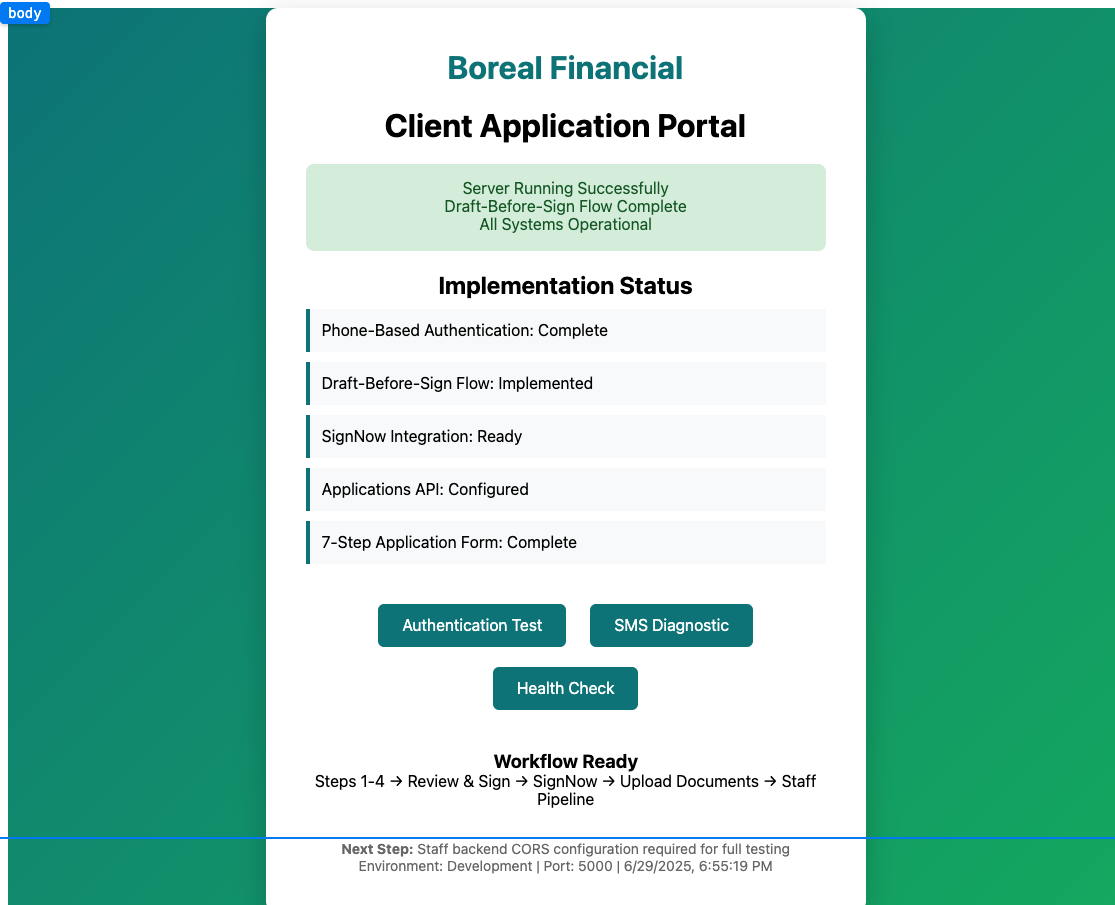 body
Boreal Financial
Client Application Portal
Server Running Successfully
Draft-Before-Sign Flow Complete
All Systems Operational
Implementation Status
Phone-Based Authentication: Complete
Draft-Before-Sign Flow: Implemented
SignNow Integration: Ready
Applications API: Configured
7-Step Application Form: Complete
Authentication Test
SMS Diagnostic
Health Check
Workflow Ready
Steps 1-4 → Review & Sign → SignNow → Upload Documents → Staff
Pipeline
Next Step: Staff backend CORS configuration required for full testing
Environment: Development | Port: 5000 | 6/29/2025, 6:55:19 PM